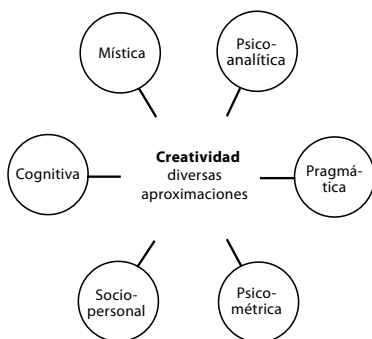 Mística
Psico-
analítica
Cognitiva
Creatividad
diversas
aproximaciones
Pragmá-
tica
Socio-
personal
Psico-
métrica